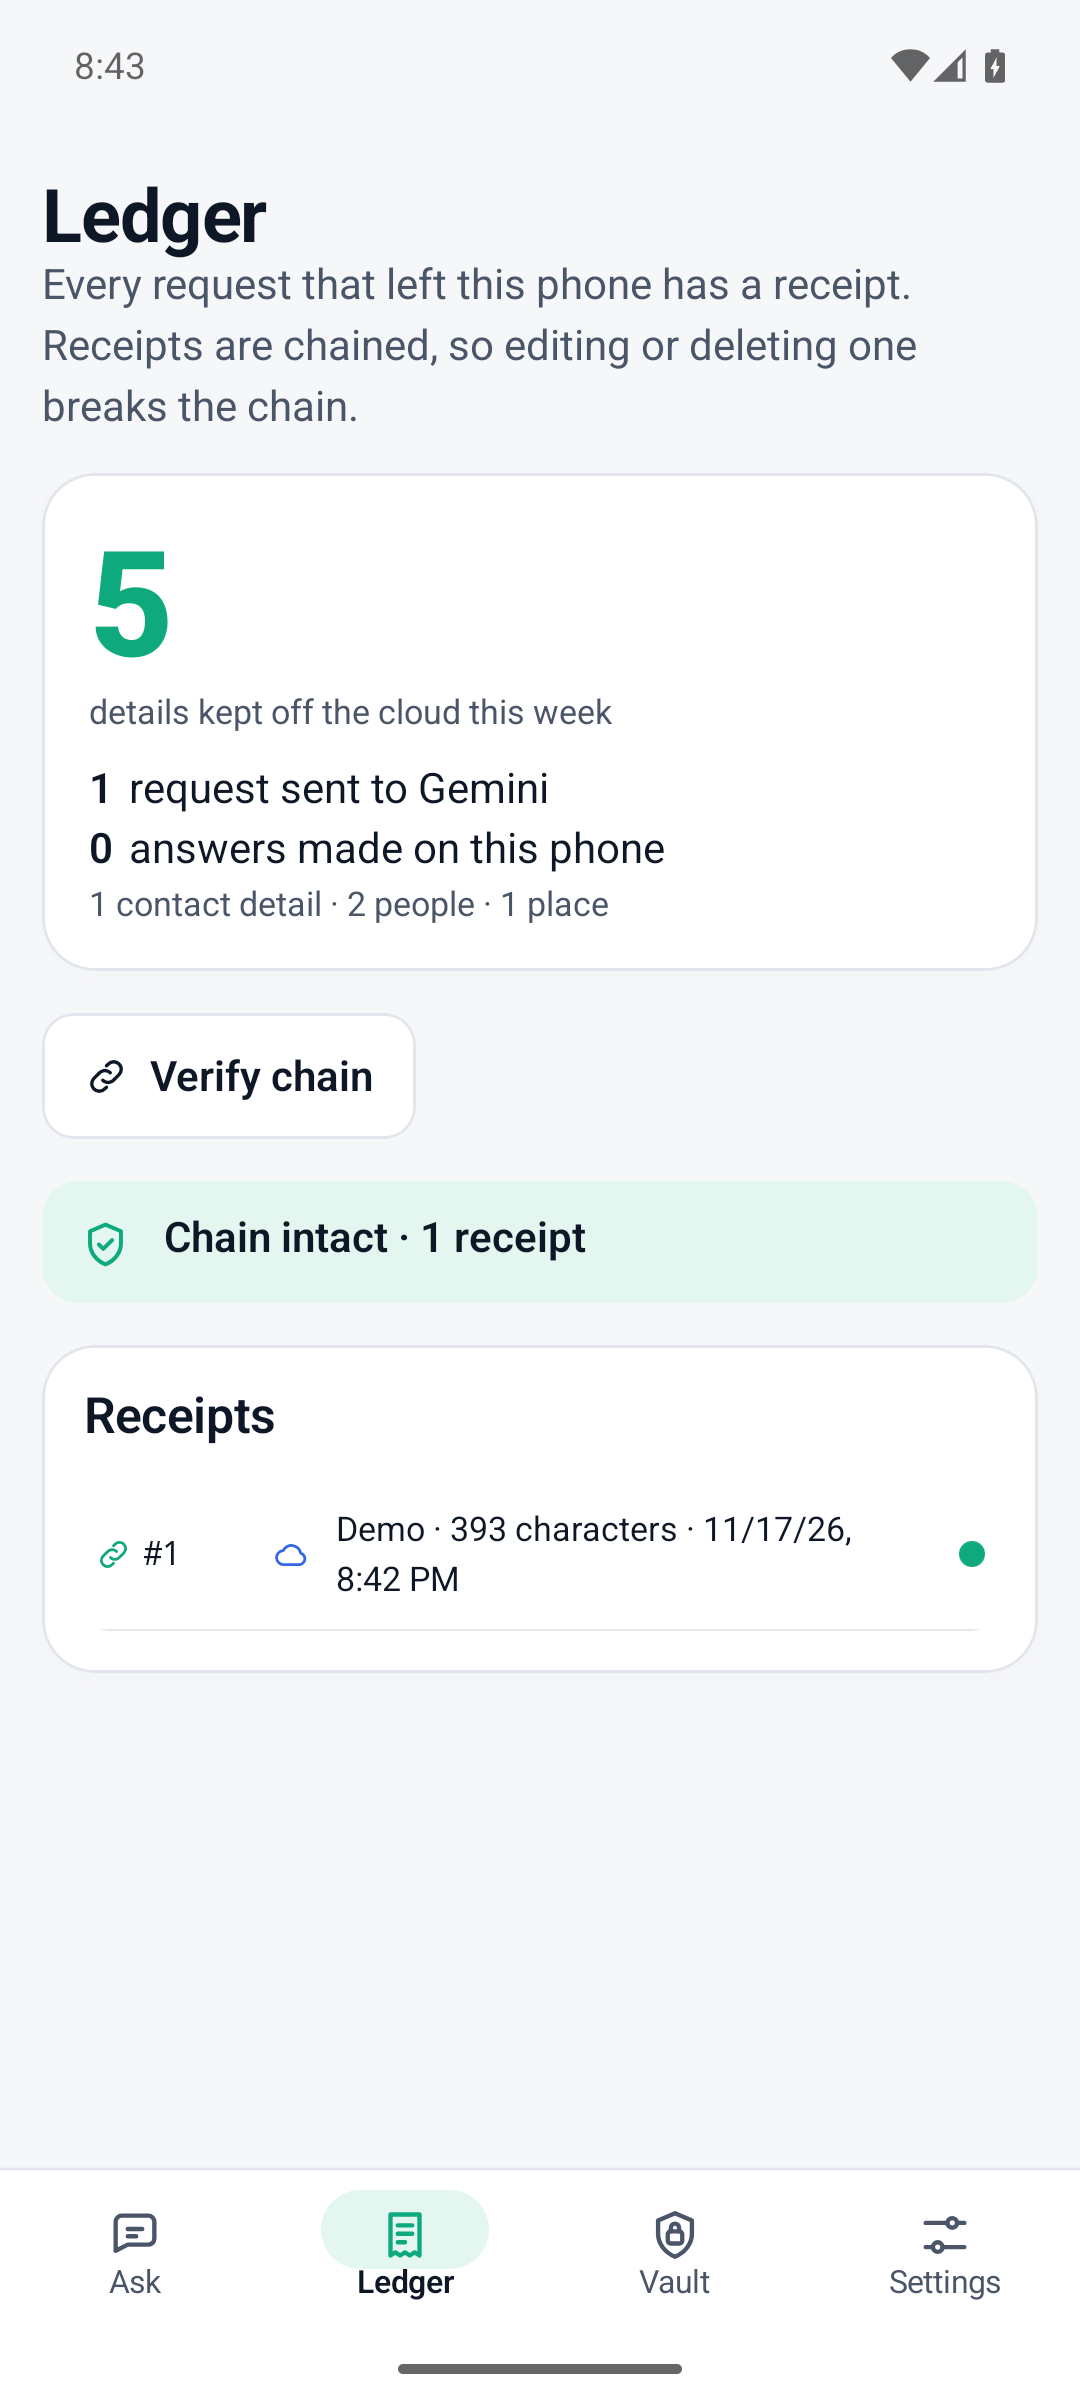 8:43
Ledger
Every request that left this phone has a receipt.
Receipts are chained, so editing or deleting one
breaks the chain.
5
details kept off the cloud this week
1 request sent to Gemini
0 answers made on this phone
1 contact detail · 2 people · 1 place
Verify chain
Chain intact · 1 receipt
Receipts
#1
Demo · 393 characters · 11/17/26,
8:42 PM
Ask
Ledger
Vault
Settings